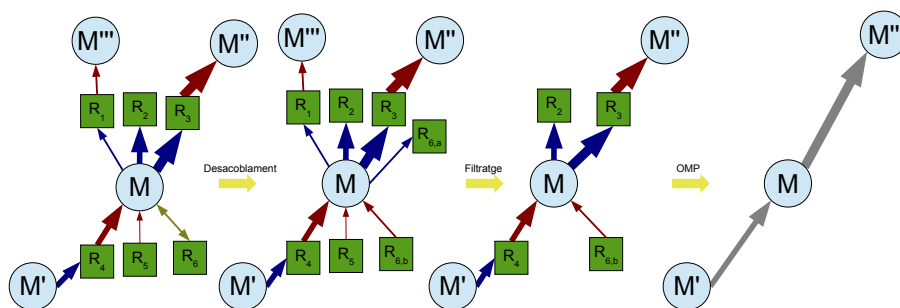 M''' M'' M''' M'' M'' M''
R1 R2 R3 R1 R2 R3 R2 R3
R6,a
Desacoblament Filtratge OMP
M M M M
R4 R5 R6 R4 R5 R6,b R4 R6,b
M' M' M' M'